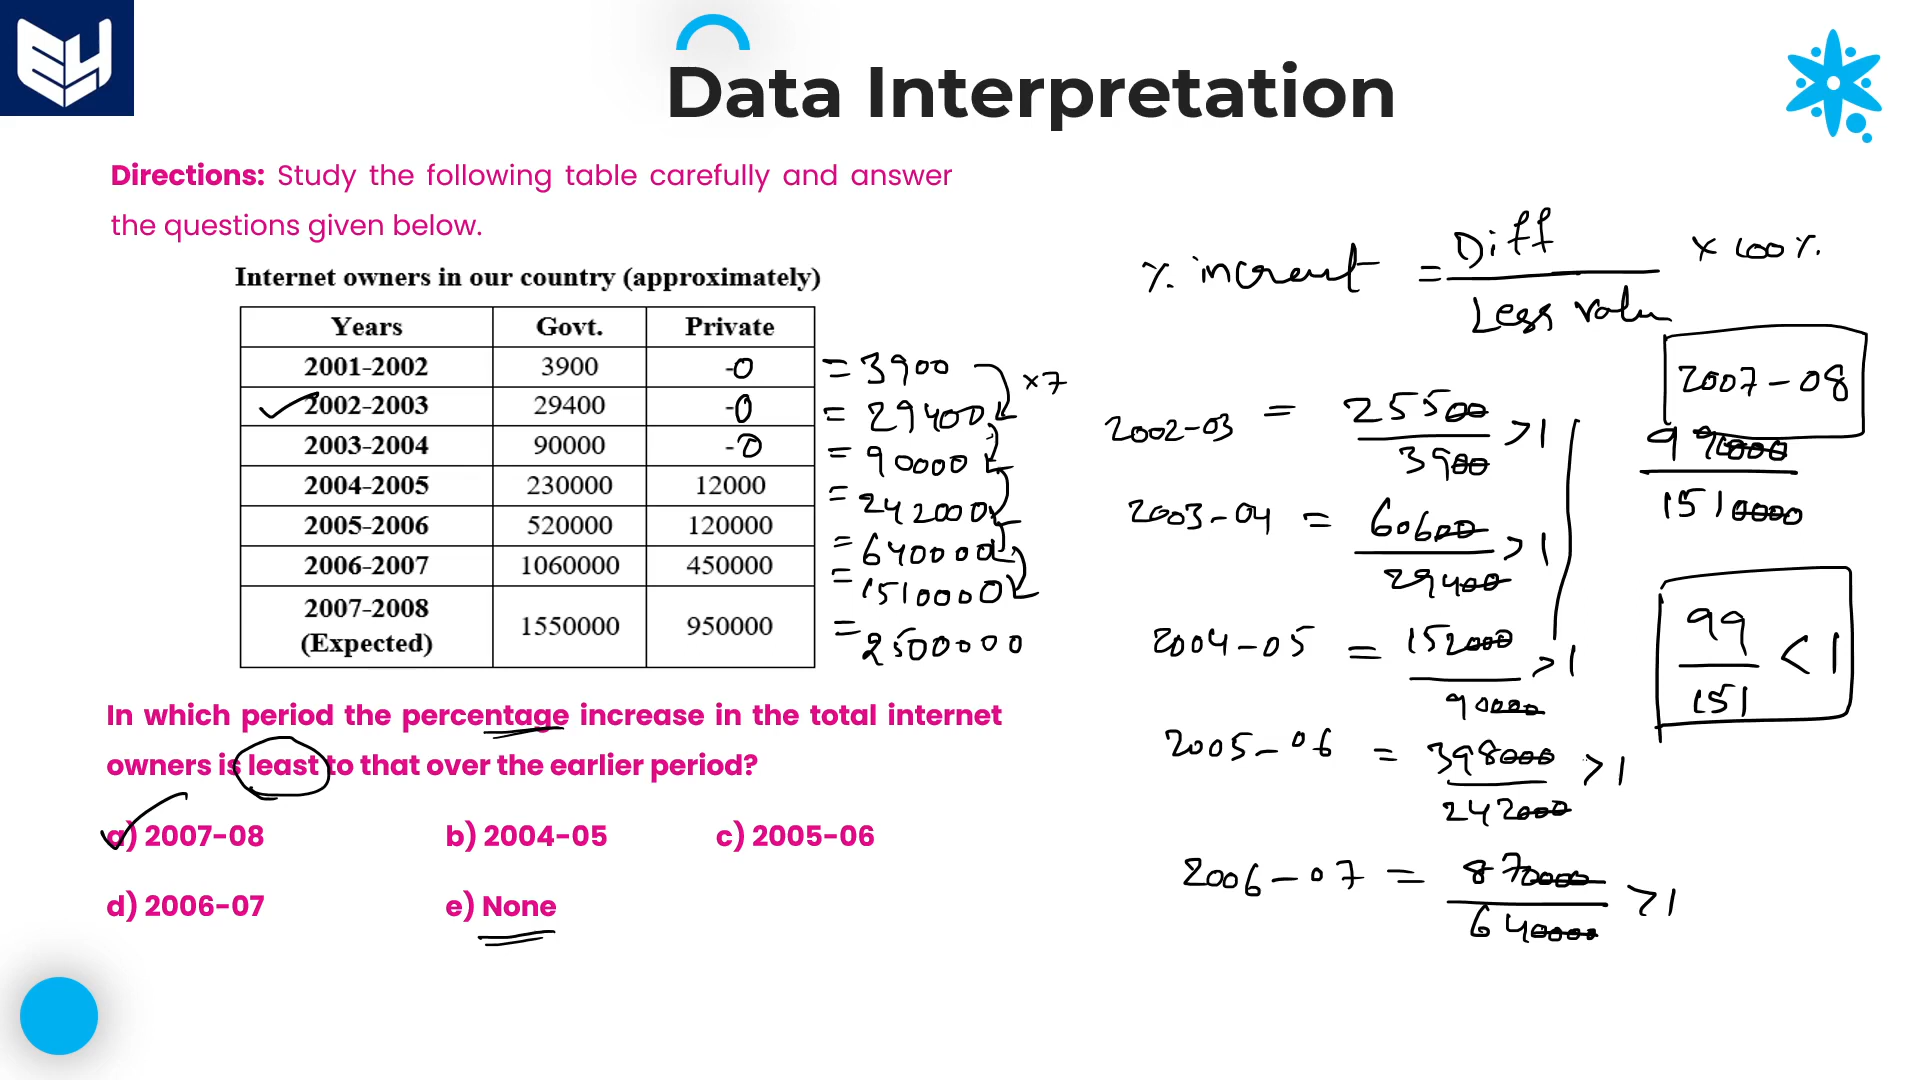 Data Interpretation
Directions: Study the following table carefully and answer
the questions given below.
Internet owners in our country (approximately)
Years Govt. Private
2001-2002 3900 -0 = 3900
2002-2003 29400 -0 = 29400
2003-2004 90000 -0 = 90000
2004-2005 230000 12000 = 242000
2005-2006 520000 120000 = 640000
2006-2007 1060000 450000 = 1510000
2007-2008
(Expected) 1550000 950000 = 2500000
×7
In which period the percentage increase in the total internet
owners is least to that over the earlier period?
a) 2007-08 b) 2004-05 c) 2005-06
d) 2006-07 e) None
% increment = Diff / Less value × 100%
2002-03 = 25500 / 3900 >1
2003-04 = 60600 / 29400 >1
2004-05 = 152000 / 90000 >1
2005-06 = 398000 / 242000 >1
2006-07 = 870000 / 640000 >1
2007-08
990000 / 1510000
99 / 151 < 1